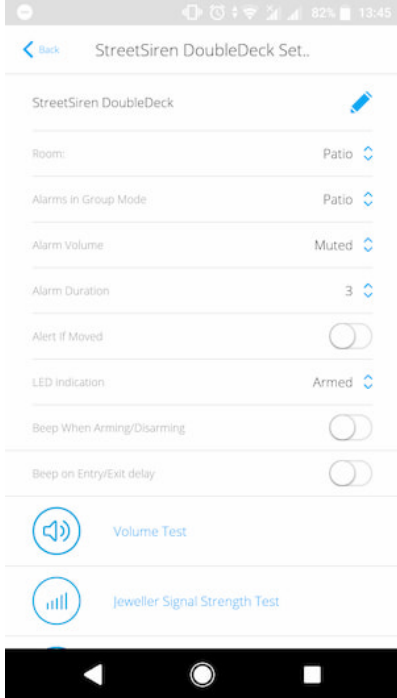 82% 13:45
Back StreetSiren DoubleDeck Set..
StreetSiren DoubleDeck
Room: Patio
Alarms in Group Mode Patio
Alarm Volume Muted
Alarm Duration 3
Alert If Moved
LED indication Armed
Beep When Arming/Disarming
Beep on Entry/Exit delay
Volume Test
Jeweller Signal Strength Test